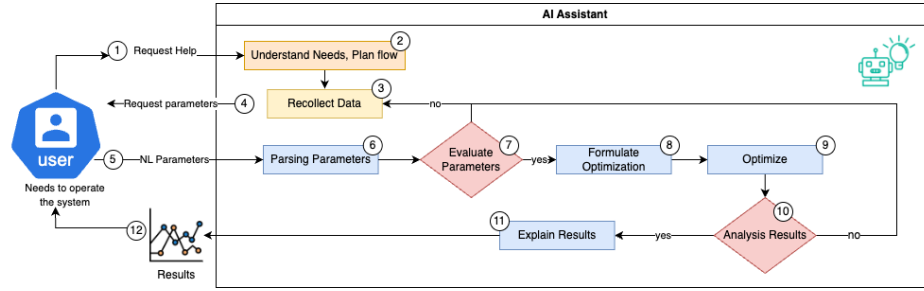 AI Assistant
1
Request Help
2
Understand Needs, Plan flow
3
Recollect Data
no
Request parameters
4
user
Needs to operate
the system
5
NL Parameters
6
Parsing Parameters
7
Evaluate
Parameters
yes
8
Formulate
Optimization
9
Optimize
10
Analysis Results
no
yes
11
Explain Results
12
Results